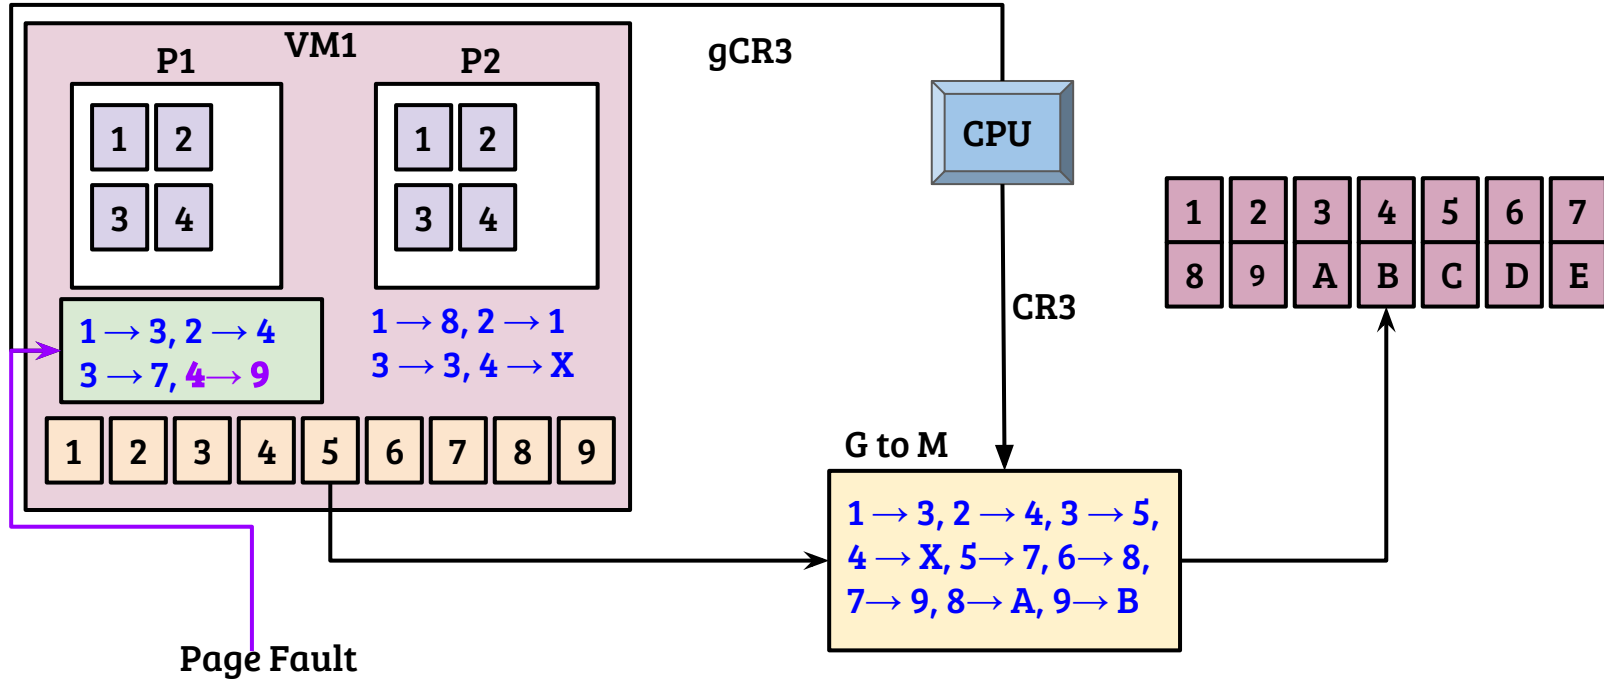 VM1
gCR3
P1 P2
CPU
1 2
3 4
1 2
3 4
1 2 3 4 5 6 7
8 9 A B C D E
1 → 3, 2 → 4
3 → 7, 4→ 9
1 → 8, 2 → 1
3 → 3, 4 → X
CR3
1 2 3 4 5 6 7 8 9
G to M
1 → 3, 2 → 4, 3 → 5,
4 → X, 5→ 7, 6→ 8,
7→ 9, 8→ A, 9→ B
Page Fault